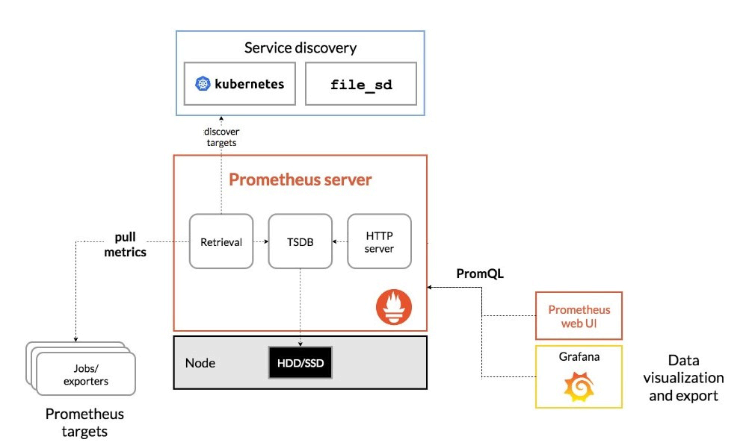 Service discovery
kubernetes
file_sd
discover
targets
Prometheus server
pull
metrics
Retrieval
TSDB
HTTP
server
PromQL
Prometheus
web UI
Node
HDD/SSD
Grafana
Jobs/
exporters
Data
visualization
and export
Prometheus
targets